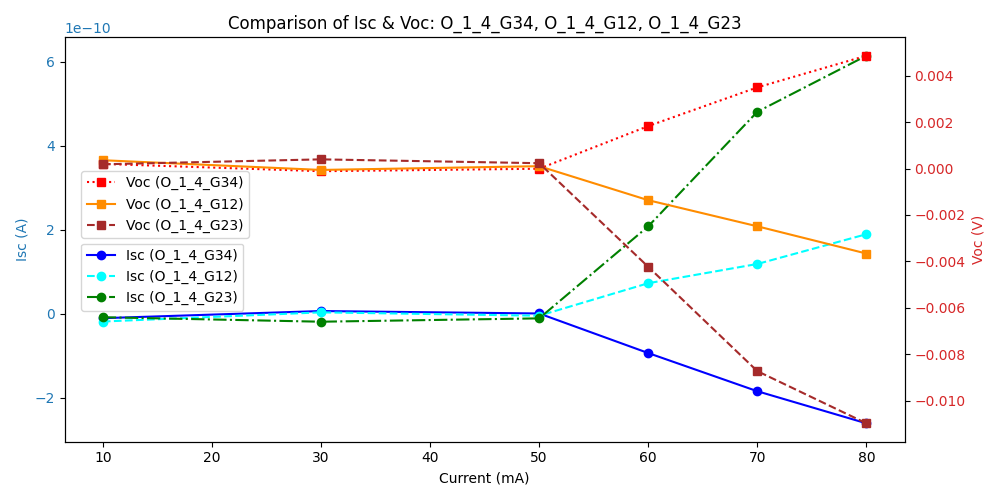 Comparison of Isc & Voc: O_1_4_G34, O_1_4_G12, O_1_4_G23
1e−10
6
4
2
0
−2
Isc (A)
0.004
0.002
0.000
−0.002
−0.004
−0.006
−0.008
−0.010
Voc (V)
Voc (O_1_4_G34)
Voc (O_1_4_G12)
Voc (O_1_4_G23)
Isc (O_1_4_G34)
Isc (O_1_4_G12)
Isc (O_1_4_G23)
10 20 30 40 50 60 70 80
Current (mA)